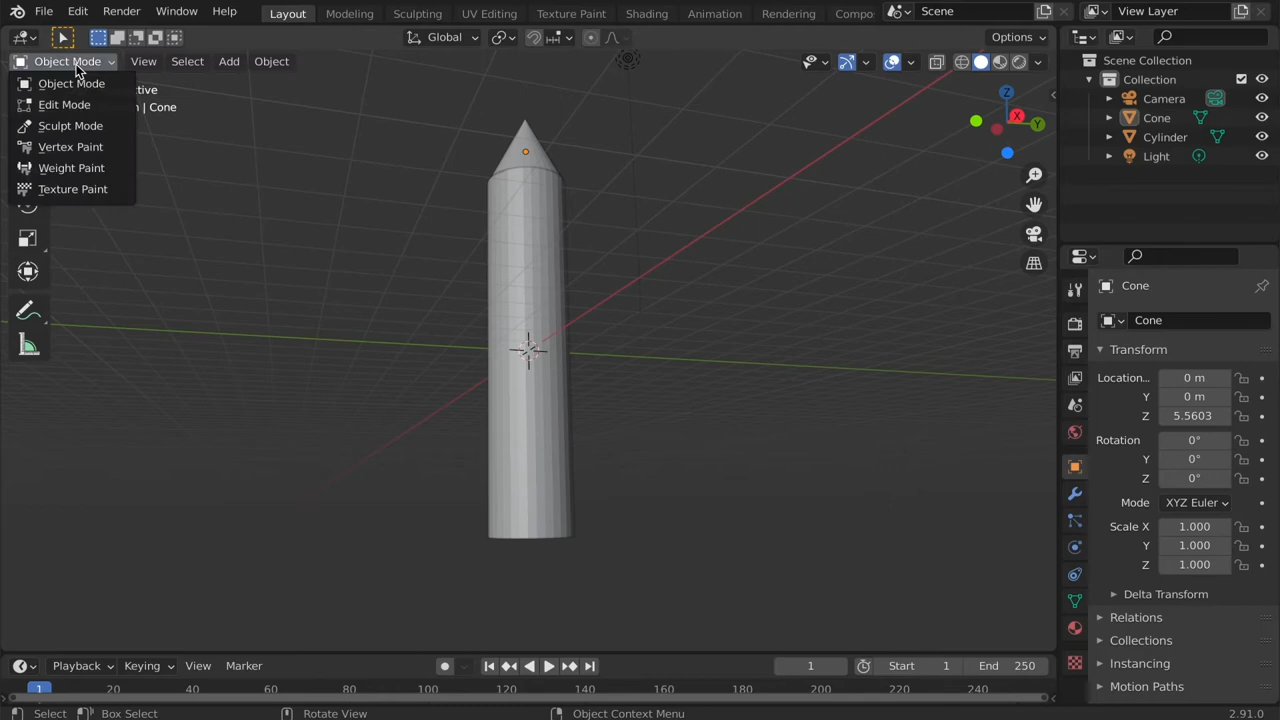 File Edit Render Window Help Layout Modeling Sculpting UV Editing Texture Paint Shading Animation Rendering Compo Scene View Layer
Global Options
Object Mode View Select Add Object
Object Mode
Edit Mode
Sculpt Mode
Vertex Paint
Weight Paint
Texture Paint
ctive
n | Cone
Z
X
Y
Scene Collection
Collection
Camera
Cone
Cylinder
Light
Cone
Cone
Transform
Location... 0 m
Y 0 m
Z 5.5603
Rotation 0°
Y 0°
Z 0°
Mode XYZ Euler
Scale X 1.000
Y 1.000
Z 1.000
Delta Transform
Relations
Collections
Instancing
Motion Paths
Playback Keying View Marker 1 Start 1 End 250
1 20 40 60 80 100 120 140 160 180 200 220 240
Select Box Select Rotate View Object Context Menu 2.91.0